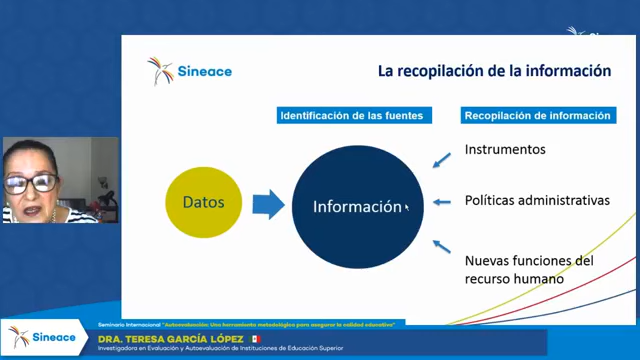 Sineace
La recopilación de la información
Identificación de las fuentes
Recopilación de información
Datos
Información
Instrumentos
Políticas administrativas
Nuevas funciones del
recurso humano
Sineace
Seminario Internacional "Autoevaluación: Una herramienta metodológica para asegurar la calidad educativa"
DRA. TERESA GARCÍA LÓPEZ
Investigadora en Evaluación y Autoevaluación de Instituciones de Educación Superior